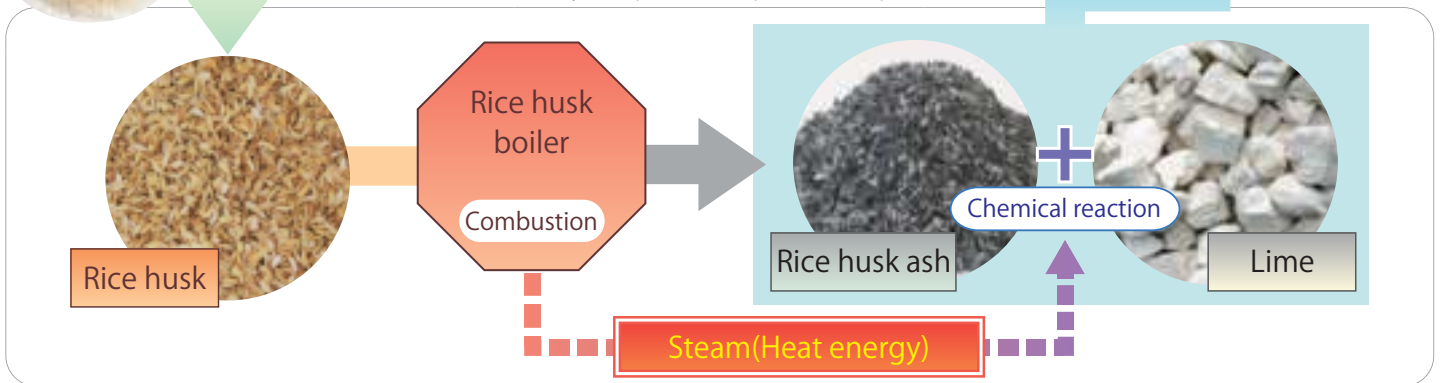 Rice husk
boiler
Combustion
Rice husk
Chemical reaction
Rice husk ash
Lime
Steam(Heat energy)